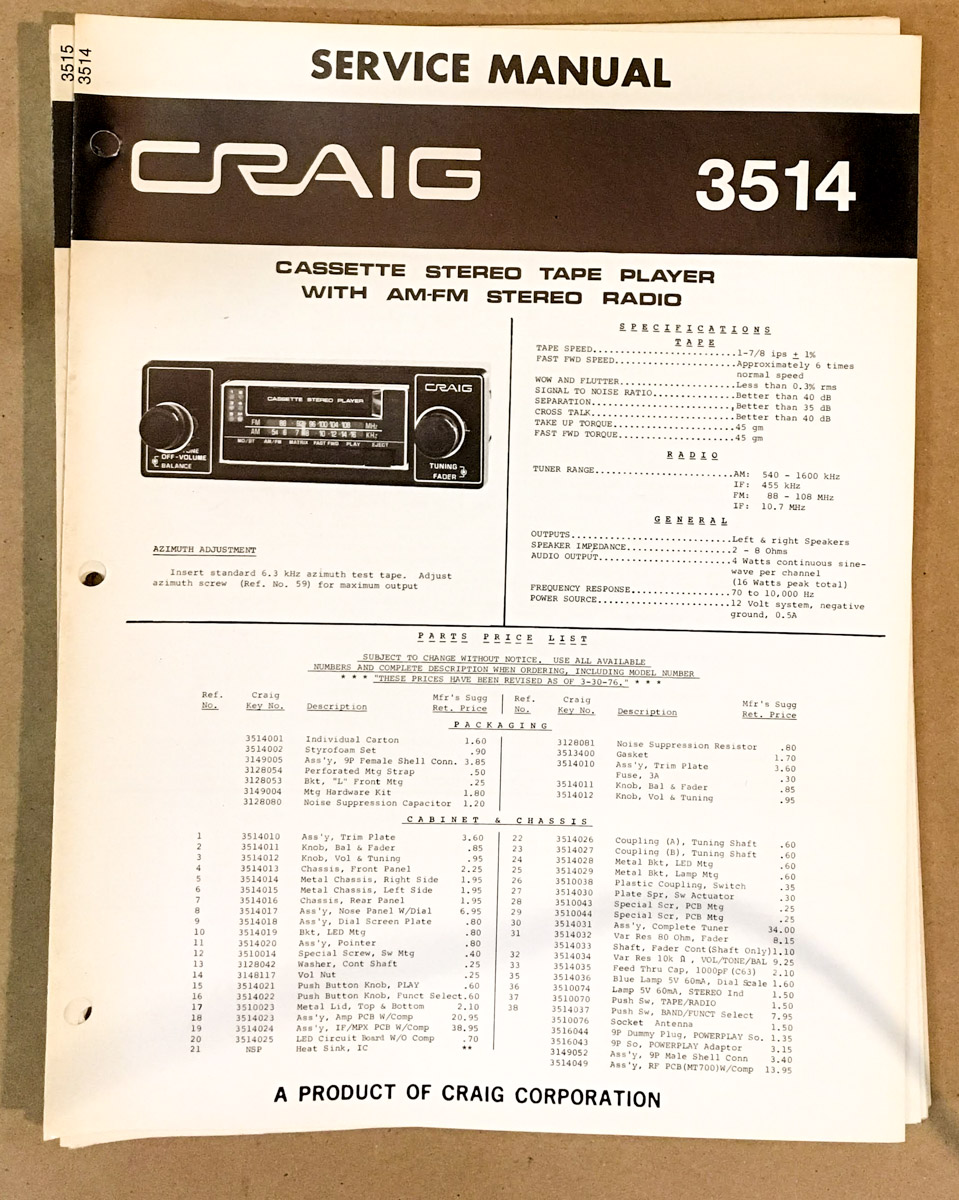 3515
3514
SERVICE MANUAL
CRAIG
3514
CASSETTE STEREO TAPE PLAYER
WITH AM-FM STEREO RADIO
CRAIG
CASSETTE STEREO PLAYER
FM 88 96 100 104 108 MHz
AM 54 6 7 10 12 14 16 KHz
MO/ST AM/FM MATRIX FAST FWD PLAY EJECT
OFF-VOLUME
BALANCE
TUNING
FADER
AZIMUTH ADJUSTMENT
Insert standard 6.3 kHz azimuth test tape. Adjust
azimuth screw (Ref. No. 59) for maximum output
SPECIFICATIONS
TAPE
TAPE SPEED..........................1-7/8 ips ± 1%
FAST FWD SPEED......................Approximately 6 times
normal speed
WOW AND FLUTTER.....................Less than 0.3% rms
SIGNAL TO NOISE RATIO...............Better than 40 dB
SEPARATION..........................Better than 35 dB
CROSS TALK..........................Better than 40 dB
TAKE UP TORQUE......................45 gm
FAST FWD TORQUE.....................45 gm
RADIO
TUNER RANGE.........................AM: 540 - 1600 kHz
IF: 455 kHz
FM: 88 - 108 MHz
IF: 10.7 MHz
GENERAL
OUTPUTS.............................Left & right Speakers
SPEAKER IMPEDANCE...................2 - 8 Ohms
AUDIO OUTPUT........................4 Watts continuous sine-
wave per channel
(16 Watts peak total)
FREQUENCY RESPONSE..................70 to 10,000 Hz
POWER SOURCE........................12 Volt system, negative
ground, 0.5A
PARTS PRICE LIST
SUBJECT TO CHANGE WITHOUT NOTICE. USE ALL AVAILABLE
NUMBERS AND COMPLETE DESCRIPTION WHEN ORDERING, INCLUDING MODEL NUMBER
* * * "THESE PRICES HAVE BEEN REVISED AS OF 3-30-76." * * *
Ref. Craig Mfr's Sugg
No. Key No. Description Ret. Price
Ref. Craig Mfr's Sugg
No. Key No. Description Ret. Price
PACKAGING
3514001 Individual Carton 1.60
3514002 Styrofoam Set .90
3149005 Ass'y, 9P Female Shell Conn. 3.85
3128054 Perforated Mtg Strap .50
3128053 Bkt, "L" Front Mtg .25
3149004 Mtg Hardware Kit 1.80
3128080 Noise Suppression Capacitor 1.20
3128081 Noise Suppression Resistor .80
3513400 Gasket 1.70
3514010 Ass'y, Trim Plate 3.60
Fuse, 3A .30
3514011 Knob, Bal & Fader .85
3514012 Knob, Vol & Tuning .95
CABINET & CHASSIS
1 3514010 Ass'y, Trim Plate 3.60
2 3514011 Knob, Bal & Fader .85
3 3514012 Knob, Vol & Tuning .95
4 3514013 Chassis, Front Panel 2.25
5 3514014 Metal Chassis, Right Side 1.95
6 3514015 Metal Chassis, Left Side 1.95
7 3514016 Chassis, Rear Panel 1.95
8 3514017 Ass'y, Nose Panel W/Dial 6.95
9 3514018 Ass'y, Dial Screen Plate .80
10 3514019 Bkt, LED Mtg .80
11 3514020 Ass'y, Pointer .80
12 3510014 Special Screw, Sw Mtg .40
13 3128042 Washer, Cont Shaft .25
14 3148117 Vol Nut .25
15 3514021 Push Button Knob, PLAY .60
16 3514022 Push Button Knob, Funct Select .60
17 3510023 Metal Lid, Top & Bottom 2.10
18 3514023 Ass'y, Amp PCB W/Comp 20.95
19 3514024 Ass'y, IF/MPX PCB W/Comp 38.95
20 3514025 LED Circuit Board W/O Comp .70
21 NSP Heat Sink, IC **
22 3514026 Coupling (A), Tuning Shaft .60
23 3514027 Coupling (B), Tuning Shaft .60
24 3514028 Metal Bkt, LED Mtg .60
25 3514029 Metal Bkt, Lamp Mtg .60
26 3510038 Plastic Coupling, Switch .35
27 3514030 Plate Spr, Sw Actuator .30
28 3510043 Special Scr, PCB Mtg .25
29 3510044 Special Scr, PCB Mtg .25
30 3514031 Ass'y, Complete Tuner 34.00
31 3514032 Var Res 80 Ohm, Fader 8.15
3514033 Shaft, Fader Cont(Shaft Only)1.10
32 3514034 Var Res 10k Ω, VOL/TONE/BAL 9.25
33 3514035 Feed Thru Cap, 1000pF(C63) 2.10
35 3514036 Blue Lamp 5V 60mA, Dial Scale 1.60
36 3510074 Lamp 5V 60mA, STEREO Ind 1.50
37 3510070 Push Sw, TAPE/RADIO 1.50
38 3514037 Push Sw, BAND/FUNCT Select 7.95
3510076 Socket Antenna 1.50
3516044 9P Dummy Plug, POWERPLAY So. 1.35
3516043 9P So, POWERPLAY Adaptor 3.15
3149052 Ass'y, 9P Male Shell Conn 3.40
3514049 Ass'y, RF PCB(MT700)W/Comp 13.95
A PRODUCT OF CRAIG CORPORATION